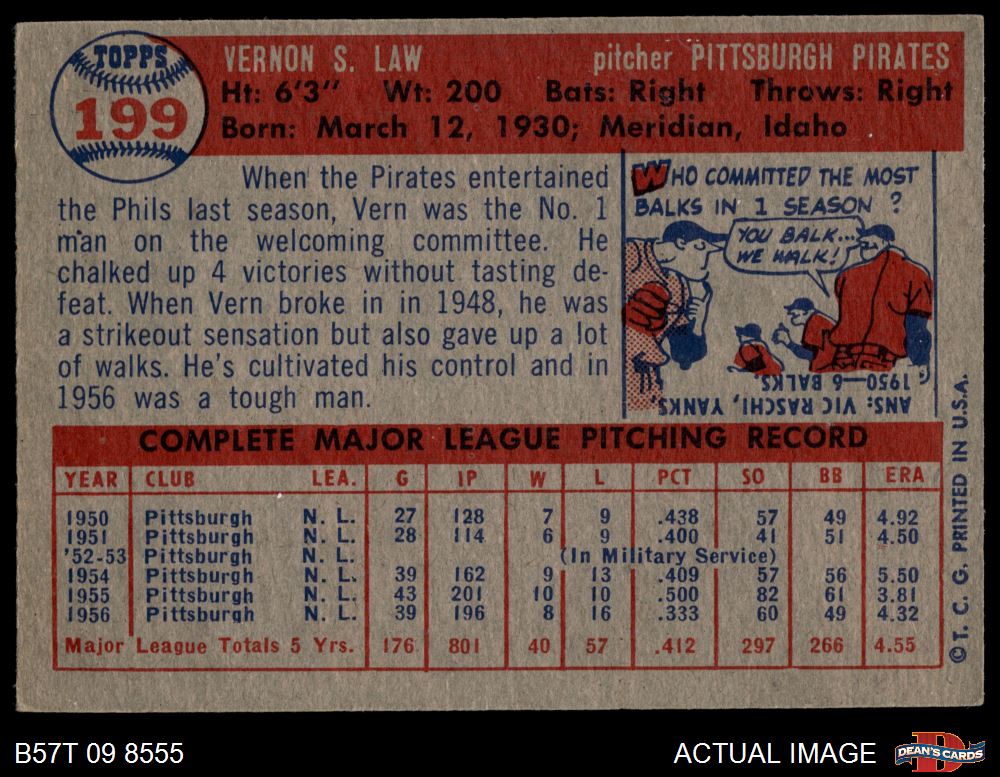 TOPPS
199
VERNON S. LAW pitcher PITTSBURGH PIRATES
Ht: 6'3" Wt: 200 Bats: Right Throws: Right
Born: March 12, 1930; Meridian, Idaho
When the Pirates entertained
the Phils last season, Vern was the No. 1
man on the welcoming committee. He
chalked up 4 victories without tasting de-
feat. When Vern broke in in 1948, he was
a strikeout sensation but also gave up a lot
of walks. He's cultivated his control and in
1956 was a tough man.
WHO COMMITTED THE MOST
BALKS IN 1 SEASON ?
YOU BALK...
WE WALK!
ANS: VIC RASCHI, YANKS,
1950-6 BALKS.
COMPLETE MAJOR LEAGUE PITCHING RECORD
YEAR CLUB LEA. G IP W L PCT SO BB ERA
1950 Pittsburgh N. L. 27 128 7 9 .438 57 49 4.92
1951 Pittsburgh N. L. 28 114 6 9 .400 41 51 4.50
'52-53 Pittsburgh N. L. (In Military Service)
1954 Pittsburgh N. L. 39 162 9 13 .409 57 56 5.50
1955 Pittsburgh N. L. 43 201 10 10 .500 82 61 3.81
1956 Pittsburgh N. L. 39 196 8 16 .333 60 49 4.32
Major League Totals 5 Yrs. 176 801 40 57 .412 297 266 4.55
© T. C. G. PRINTED IN U.S.A.
B57T 09 8555 ACTUAL IMAGE
DEAN'S CARDS